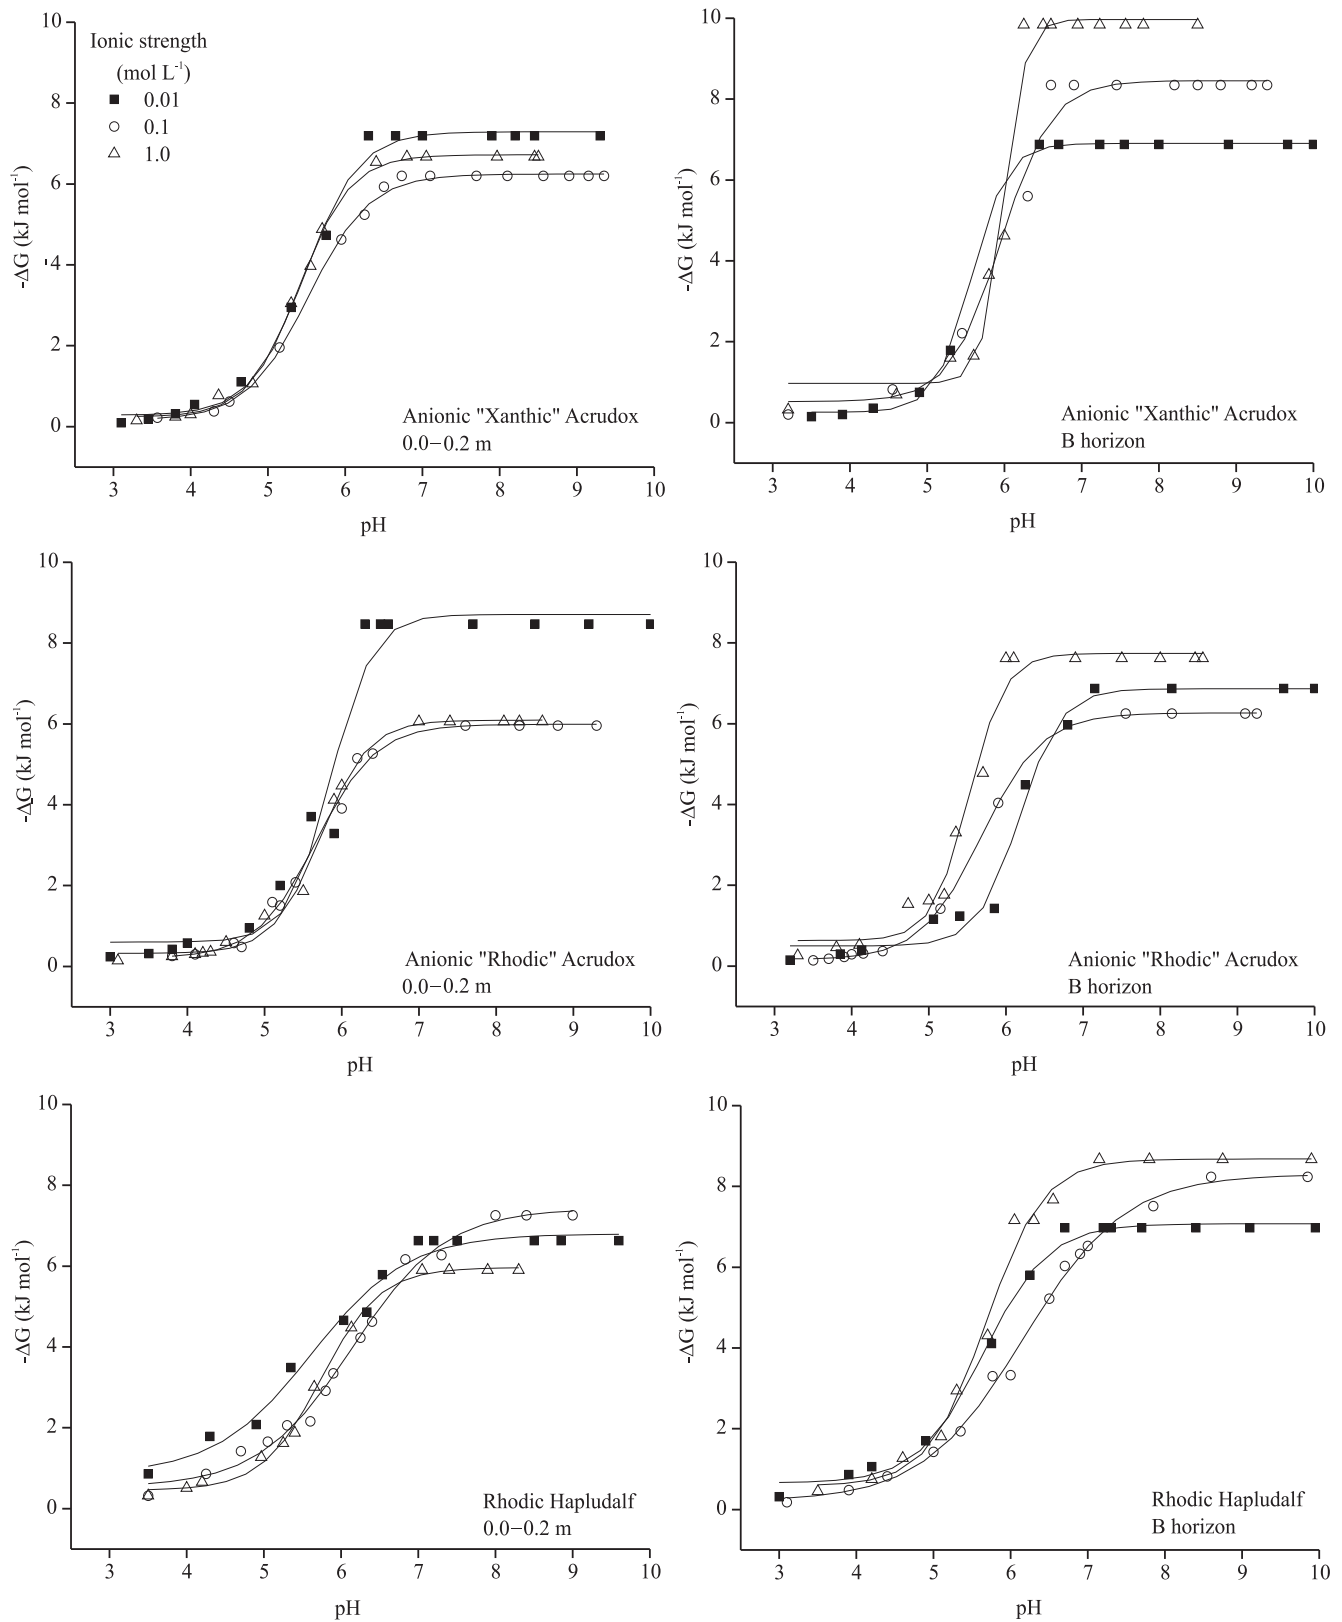 10
8
6
4
2
0
-ΔG (kJ mol⁻¹)
Ionic strength
(mol L⁻¹)
0.01
0.1
1.0
Anionic "Xanthic" Acrudox
0.0−0.2 m
3 4 5 6 7 8 9 10
pH
10
8
6
4
2
0
-ΔG (kJ mol⁻¹)
Anionic "Xanthic" Acrudox
B horizon
3 4 5 6 7 8 9 10
pH
10
8
6
4
2
0
-ΔG (kJ mol⁻¹)
Anionic "Rhodic" Acrudox
0.0−0.2 m
3 4 5 6 7 8 9 10
pH
10
8
6
4
2
0
-ΔG (kJ mol⁻¹)
Anionic "Rhodic" Acrudox
B horizon
3 4 5 6 7 8 9 10
pH
10
8
6
4
2
0
-ΔG (kJ mol⁻¹)
Rhodic Hapludalf
0.0−0.2 m
3 4 5 6 7 8 9 10
pH
10
8
6
4
2
0
-ΔG (kJ mol⁻¹)
Rhodic Hapludalf
B horizon
3 4 5 6 7 8 9 10
pH